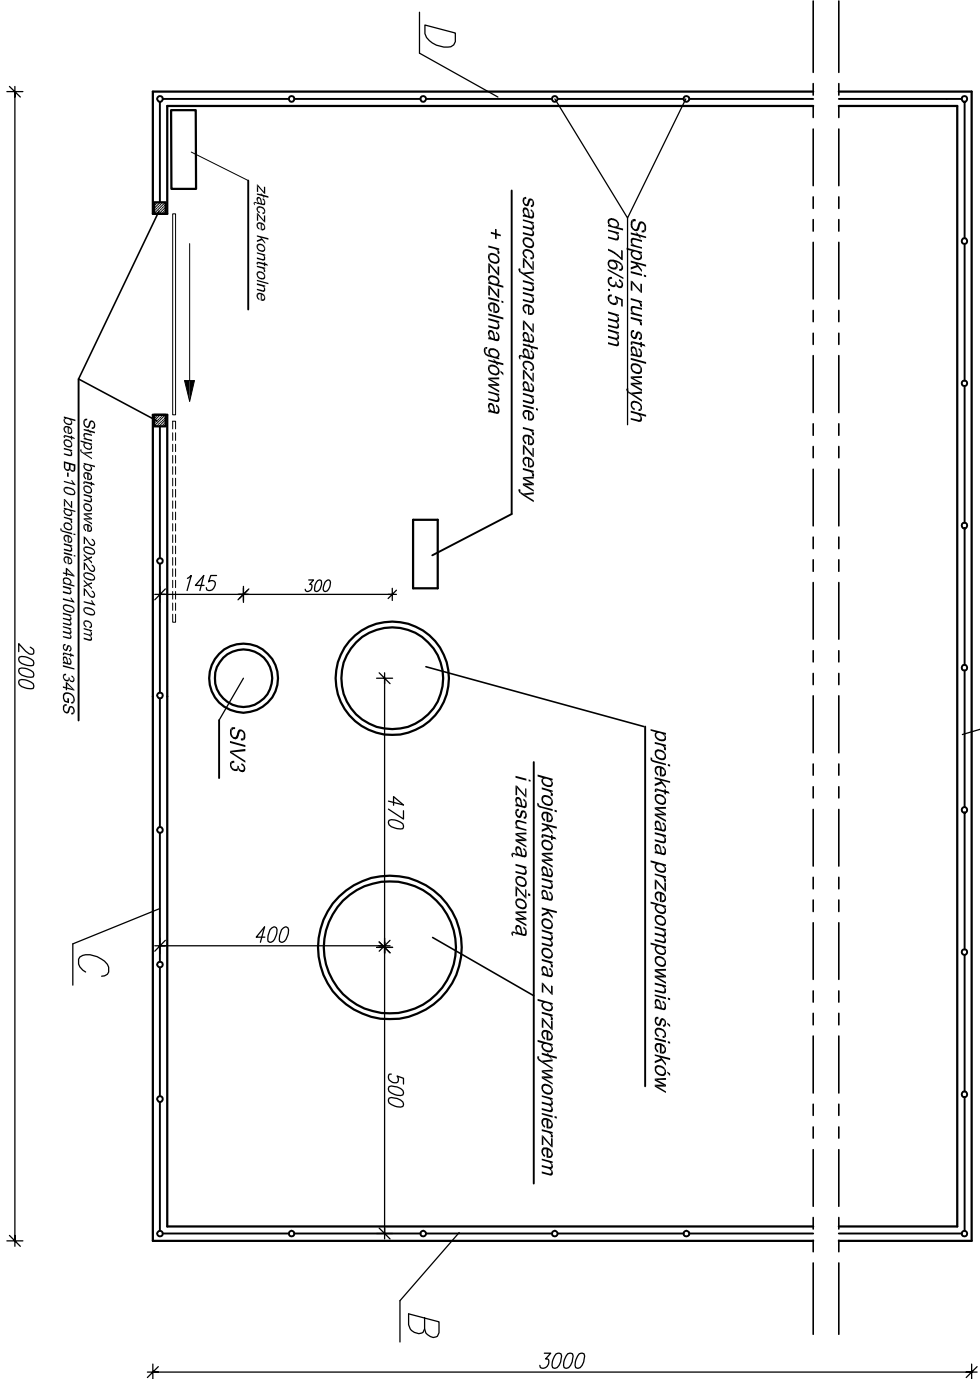 D
Słupki z rur stalowych
dn 76/3.5 mm
samoczynne załączanie rezerwy
+ rozdzielna główna
złącze kontrolne
Słupy betonowe 20x20x210 cm
beton B-10 zbrojenie 4dn10mm stal 34GS
145
300
2000
SIV3
470
projektowana przepompownia ścieków
projektowana komora z przepływomierzem
i zasuwą nożową
400
C
500
B
3000